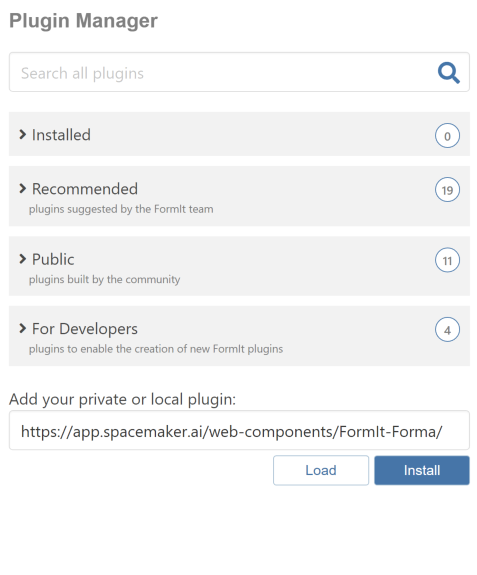 Plugin Manager
Search all plugins
Installed 0
Recommended 19
plugins suggested by the FormIt team
Public 11
plugins built by the community
For Developers 4
plugins to enable the creation of new FormIt plugins
Add your private or local plugin:
https://app.spacemaker.ai/web-components/FormIt-Forma/
Load Install